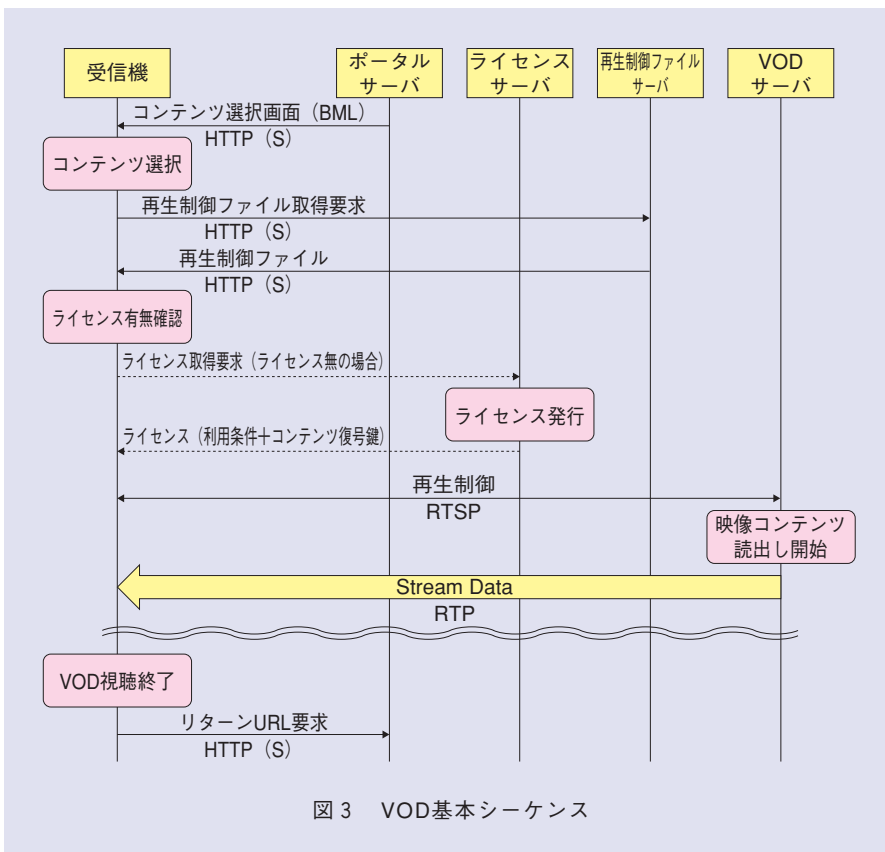 受信機
ポータル
サーバ
ライセンス
サーバ
再生制御ファイル
サーバ
VOD
サーバ
コンテンツ選択画面（BML）
HTTP（S）
コンテンツ選択
再生制御ファイル取得要求
HTTP（S）
再生制御ファイル
HTTP（S）
ライセンス有無確認
ライセンス取得要求（ライセンス無の場合）
ライセンス発行
ライセンス（利用条件＋コンテンツ復号鍵）
再生制御
RTSP
映像コンテンツ
読出し開始
Stream Data
RTP
VOD視聴終了
リターンURL要求
HTTP（S）
図３　VOD基本シーケンス